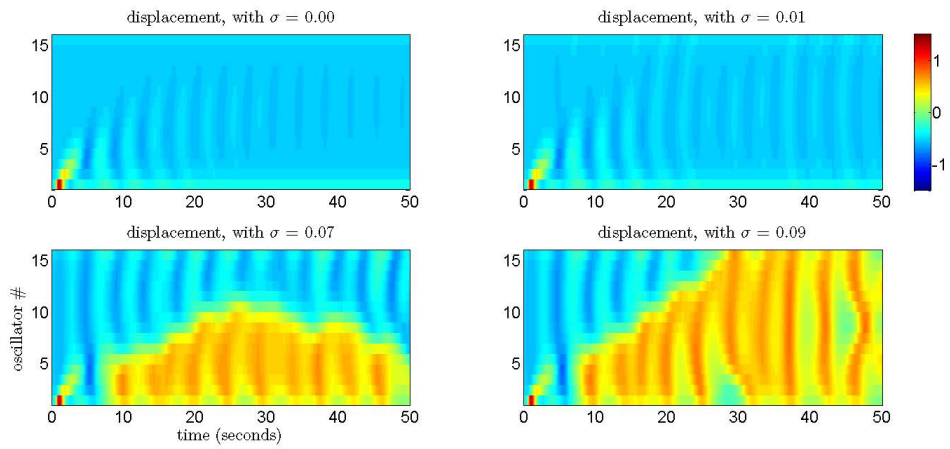 displacement, with σ = 0.00
15
10
5
0 10 20 30 40 50
displacement, with σ = 0.01
15
10
5
0 10 20 30 40 50
1
0
−1
displacement, with σ = 0.07
15
10
5
0 10 20 30 40 50
oscillator #
time (seconds)
displacement, with σ = 0.09
15
10
5
0 10 20 30 40 50